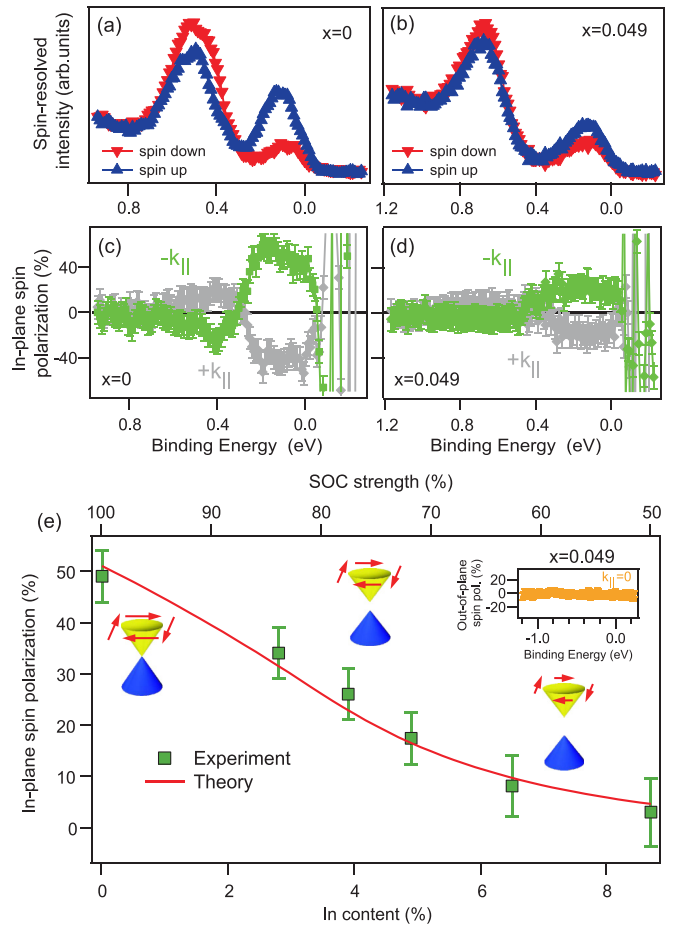 (a)
x=0
(b)
x=0.049
Spin-resolved
intensity (arb.units)
spin down
spin up
spin down
spin up
0.8
0.4
0.0
1.2
0.8
0.4
0.0
(c)
-k||
(d)
-k||
In-plane spin
polarization (%)
40
0
-40
+k||
x=0
+k||
x=0.049
0.8
0.4
0.0
1.2
0.8
0.4
0.0
Binding Energy (eV)
Binding Energy (eV)
SOC strength (%)
100
90
80
70
60
50
(e)
x=0.049
k||=0
Out-of-plane
spin pol. (%)
20
0
-20
-1.0
0.0
Binding Energy (eV)
In-plane spin polarization (%)
50
40
30
20
10
0
Experiment
Theory
0
2
4
6
8
In content (%)